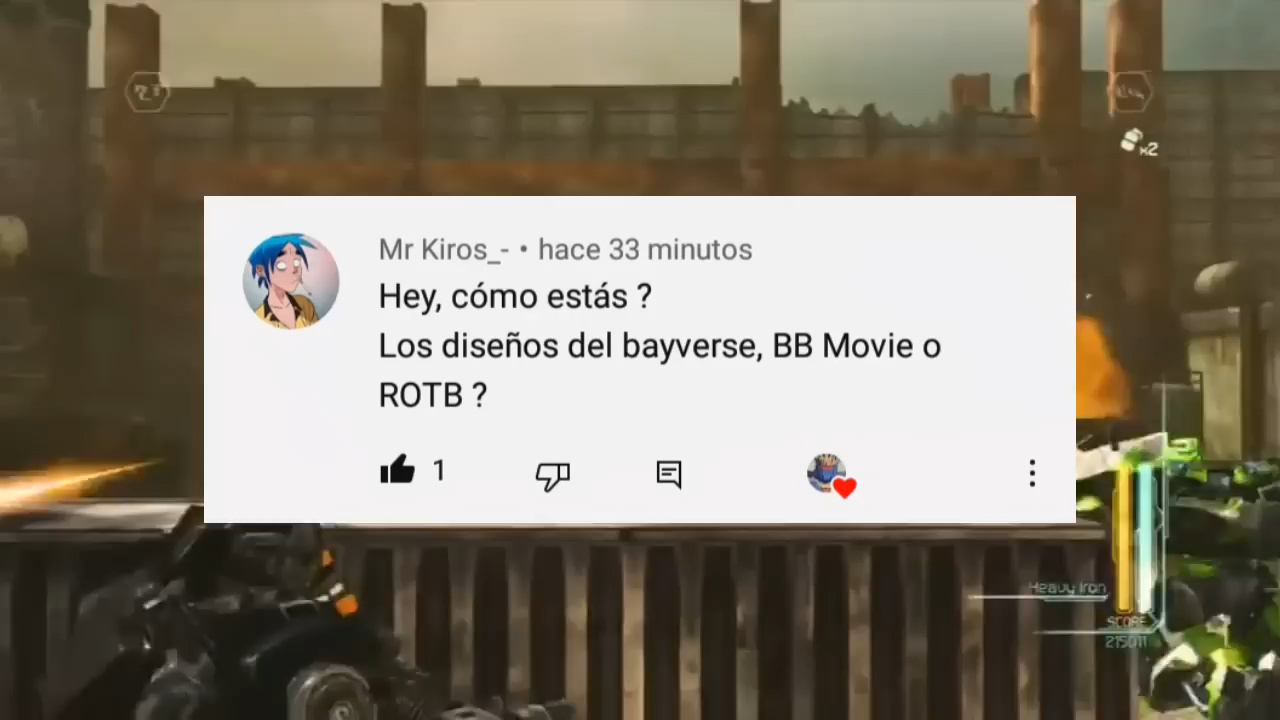 x2
Mr Kiros_- • hace 33 minutos
Hey, cómo estás ?
Los diseños del bayverse, BB Movie o
ROTB ?
1
Heavy Iron
SCORE